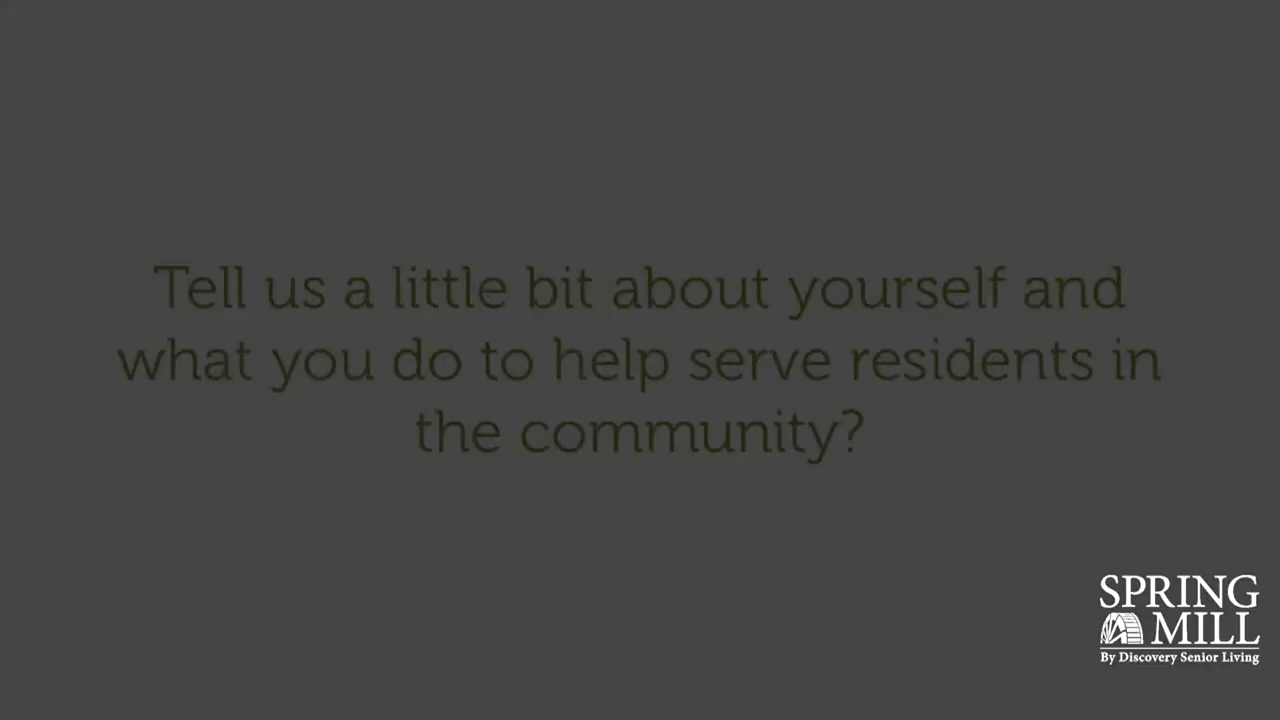 Tell us a little bit about yourself and
what you do to help serve residents in
the community?
SPRING
MILL
By Discovery Senior Living